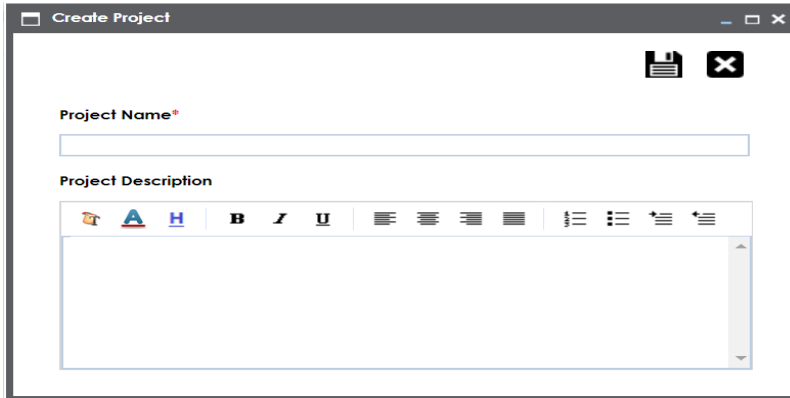 Create Project
Project Name*
Project Description
A H B I U